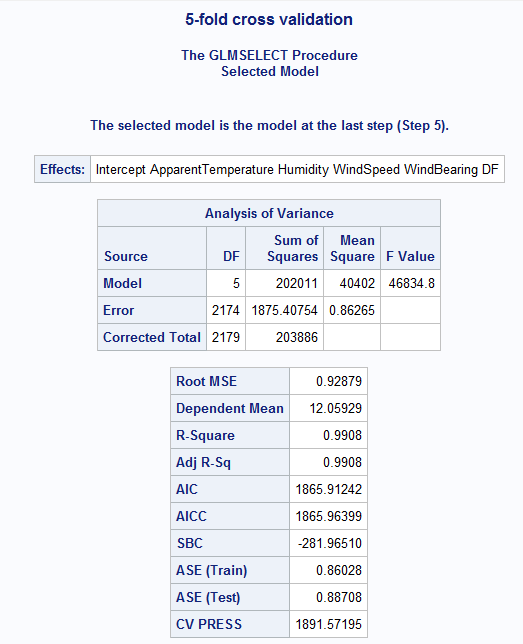 5-fold cross validation
The GLMSELECT Procedure
Selected Model
The selected model is the model at the last step (Step 5).
Effects: Intercept ApparentTemperature Humidity WindSpeed WindBearing DF
Analysis of Variance
Source DF Sum of Squares Mean Square F Value
Model 5 202011 40402 46834.8
Error 2174 1875.40754 0.86265
Corrected Total 2179 203886
Root MSE 0.92879
Dependent Mean 12.05929
R-Square 0.9908
Adj R-Sq 0.9908
AIC 1865.91242
AICC 1865.96399
SBC -281.96510
ASE (Train) 0.86028
ASE (Test) 0.88708
CV PRESS 1891.57195